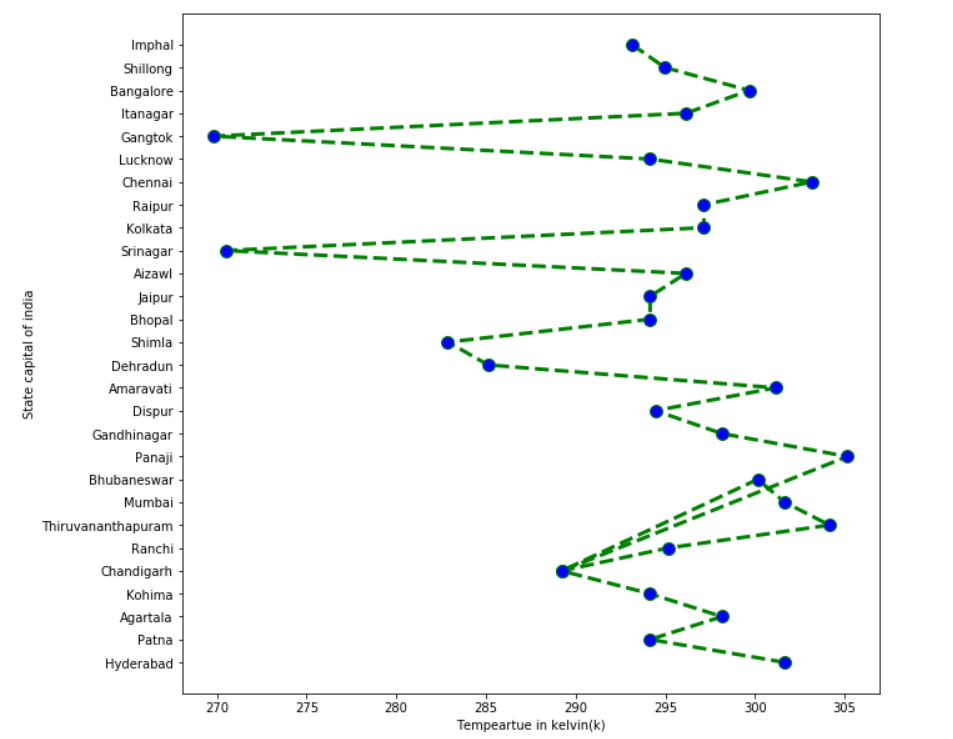 Imphal
Shillong
Bangalore
Itanagar
Gangtok
Lucknow
Chennai
Raipur
Kolkata
Srinagar
Aizawl
Jaipur
Bhopal
Shimla
Dehradun
Amaravati
Dispur
Gandhinagar
Panaji
Bhubaneswar
Mumbai
Thiruvananthapuram
Ranchi
Chandigarh
Kohima
Agartala
Patna
Hyderabad
State capital of india
270 275 280 285 290 295 300 305
Tempeartue in kelvin(k)